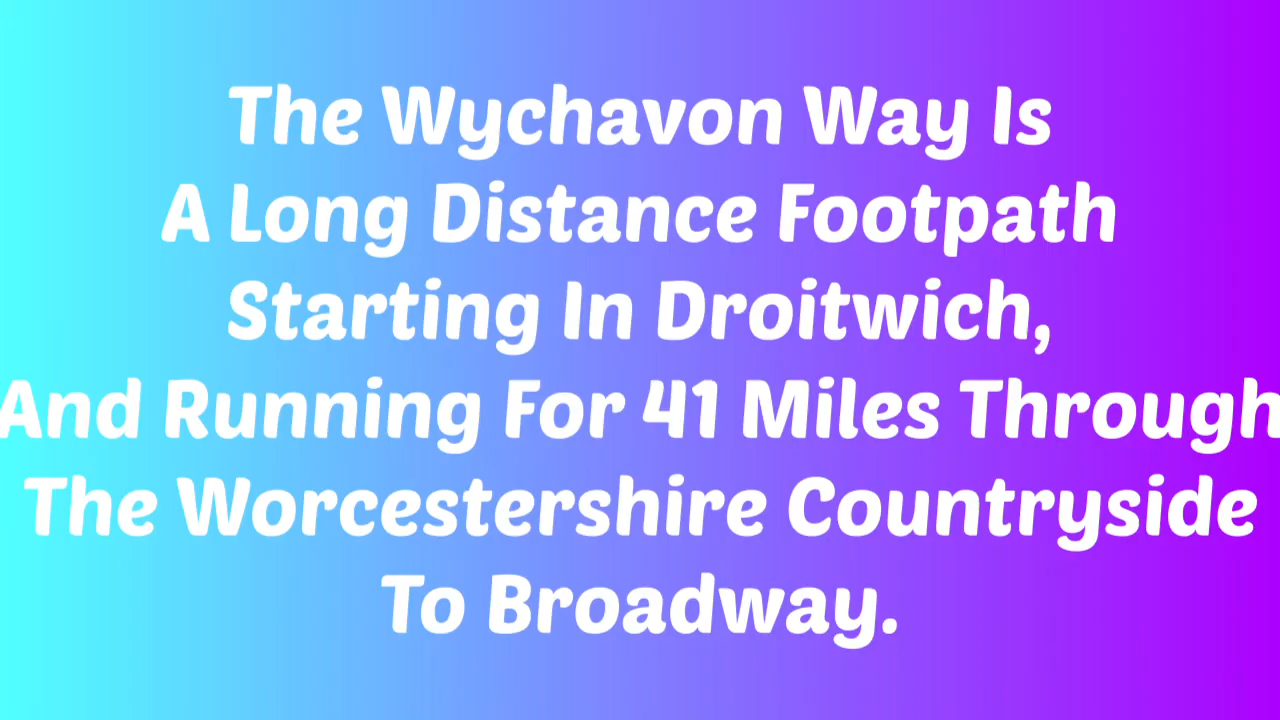 The Wychavon Way Is
A Long Distance Footpath
Starting In Droitwich,
And Running For 41 Miles Through
The Worcestershire Countryside
To Broadway.